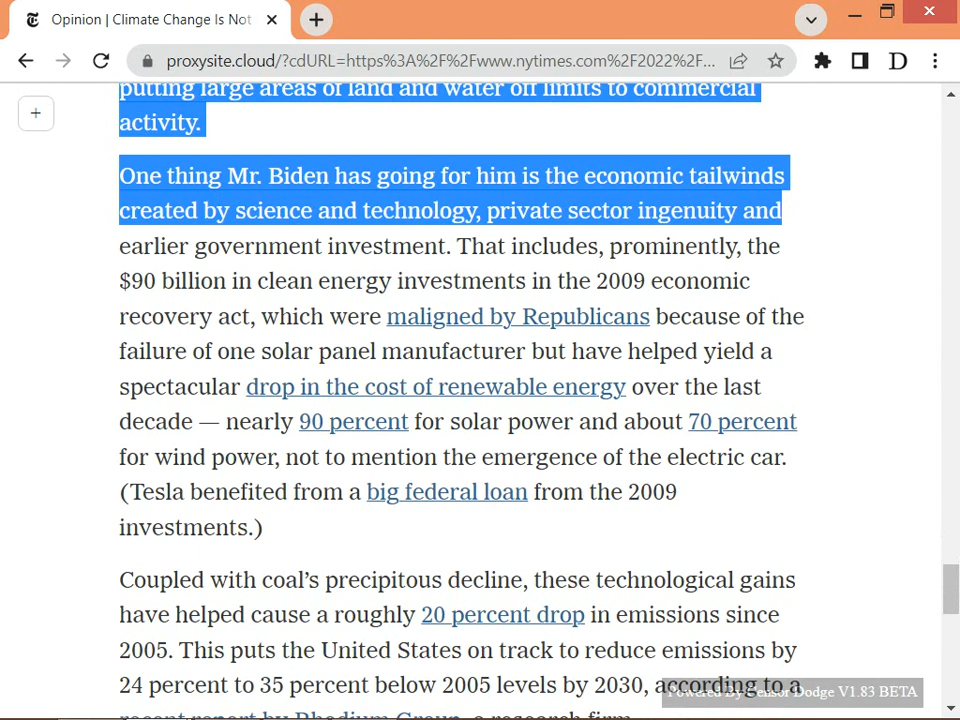 Opinion | Climate Change Is Not
proxysite.cloud/?cdURL=https%3A%2F%2Fwww.nytimes.com%2F2022%2F...
D
putting large areas of land and water off limits to commercial
activity.
One thing Mr. Biden has going for him is the economic tailwinds
created by science and technology, private sector ingenuity and
earlier government investment. That includes, prominently, the
$90 billion in clean energy investments in the 2009 economic
recovery act, which were maligned by Republicans because of the
failure of one solar panel manufacturer but have helped yield a
spectacular drop in the cost of renewable energy over the last
decade — nearly 90 percent for solar power and about 70 percent
for wind power, not to mention the emergence of the electric car.
(Tesla benefited from a big federal loan from the 2009
investments.)
Coupled with coal's precipitous decline, these technological gains
have helped cause a roughly 20 percent drop in emissions since
2005. This puts the United States on track to reduce emissions by
24 percent to 35 percent below 2005 levels by 2030, according to a
Powered By Censor Dodge V1.83 BETA
recent report by Rhodium Group, a research firm